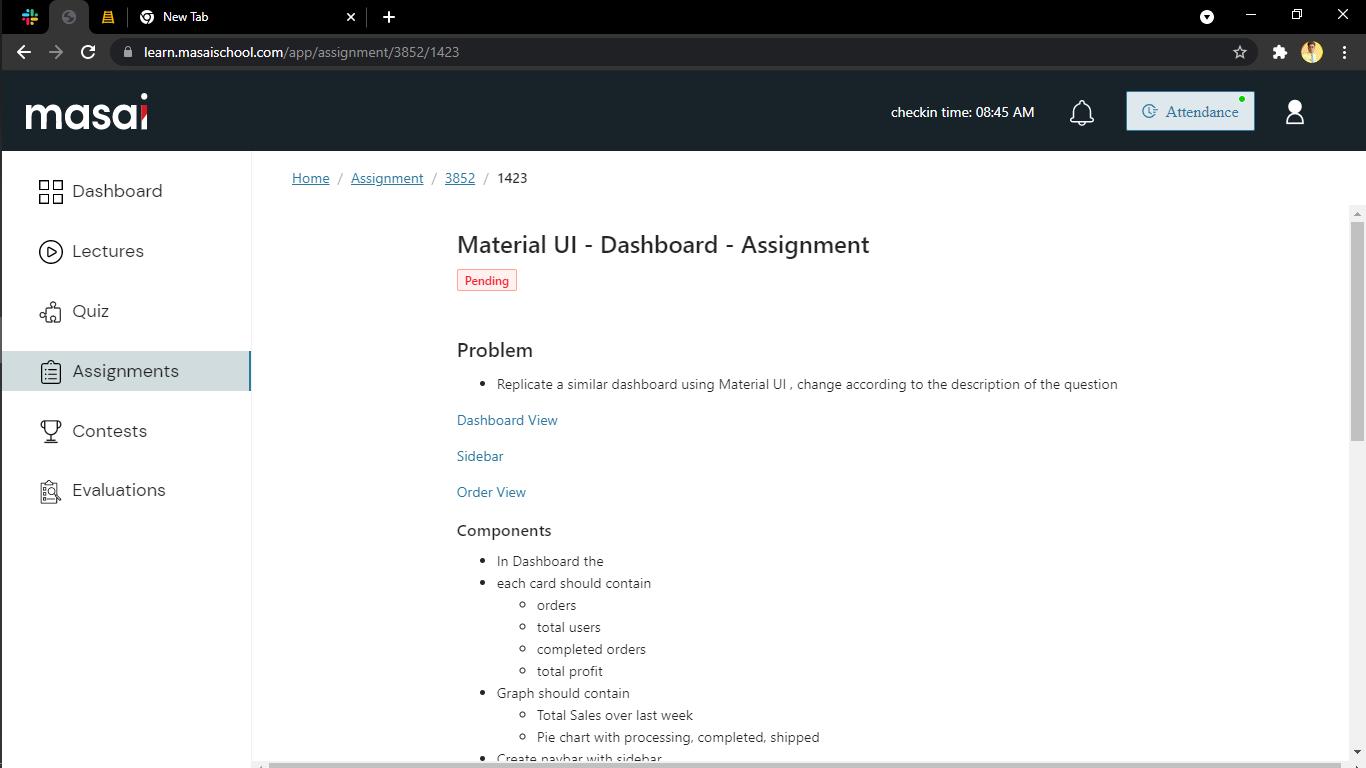 New Tab
learn.masaischool.com/app/assignment/3852/1423
masai
checkin time: 08:45 AM
Attendance
Dashboard
Lectures
Quiz
Assignments
Contests
Evaluations
Home / Assignment / 3852 / 1423
Material UI - Dashboard - Assignment
Pending
Problem
Replicate a similar dashboard using Material UI , change according to the description of the question
Dashboard View
Sidebar
Order View
Components
In Dashboard the
each card should contain
orders
total users
completed orders
total profit
Graph should contain
Total Sales over last week
Pie chart with processing, completed, shipped
Create navbar with sidebar